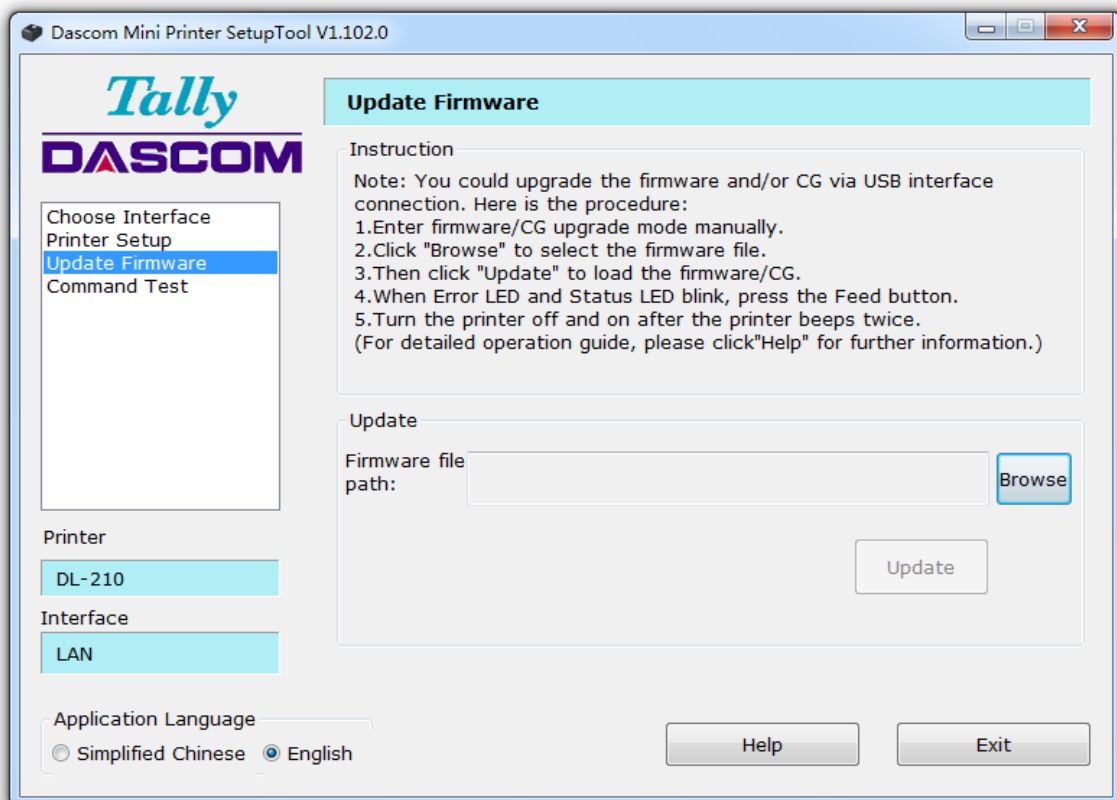 Dascom Mini Printer SetupTool V1.102.0
Tally
DASCOM
Choose Interface
Printer Setup
Update Firmware
Command Test
Printer
DL-210
Interface
LAN
Application Language
Simplified Chinese
English
Update Firmware
Instruction
Note: You could upgrade the firmware and/or CG via USB interface
connection. Here is the procedure:
1.Enter firmware/CG upgrade mode manually.
2.Click "Browse" to select the firmware file.
3.Then click "Update" to load the firmware/CG.
4.When Error LED and Status LED blink, press the Feed button.
5.Turn the printer off and on after the printer beeps twice.
(For detailed operation guide, please click"Help" for further information.)
Update
Firmware file
path:
Browse
Update
Help
Exit